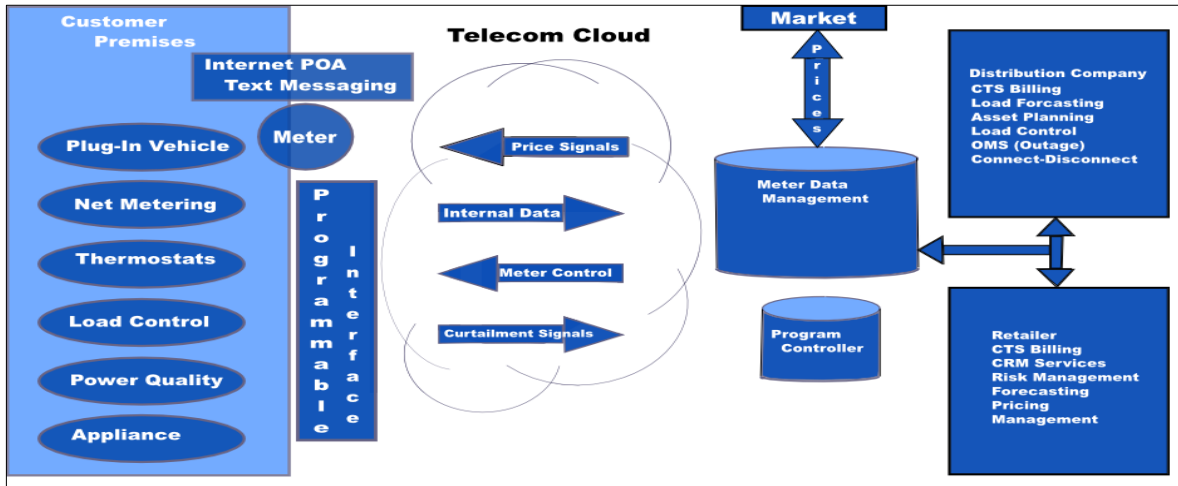 Customer
Premises
Internet POA
Text Messaging
Meter
Plug-In Vehicle
Net Metering
Thermostats
Load Control
Power Quality
Appliance
Programmable
Interface
Telecom Cloud
Price Signals
Internal Data
Meter Control
Curtailment Signals
Market
Prices
Meter Data
Management
Program
Controller
Distribution Company
CTS Billing
Load Forcasting
Asset Planning
Load Control
OMS (Outage)
Connect-Disconnect
Retailer
CTS Billing
CRM Services
Risk Management
Forecasting
Pricing
Management